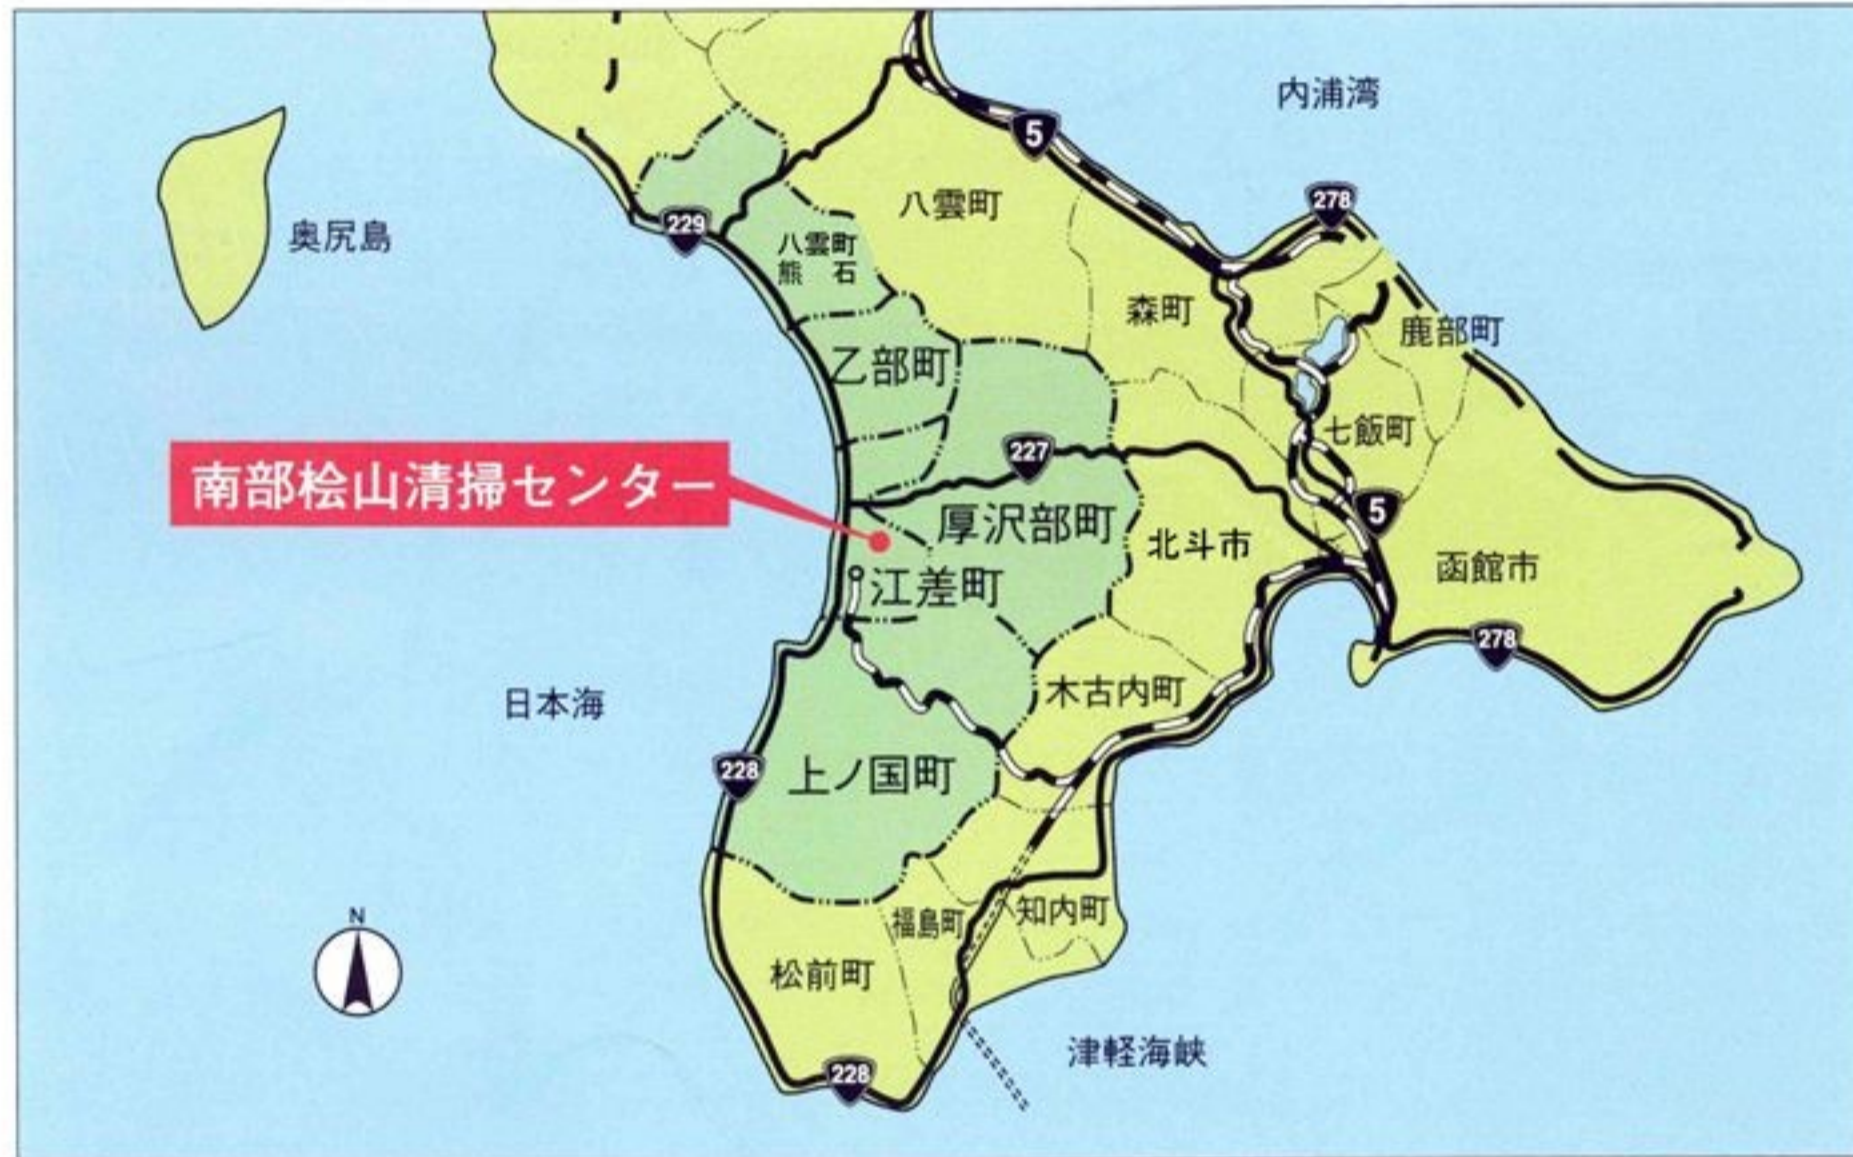 内浦湾
5
八雲町
278
奥尻島
229
八雲町
熊 石
森町
鹿部町
乙部町
七飯町
227
南部桧山清掃センター
厚沢部町
5
北斗市
函館市
江差町
278
木古内町
日本海
228
上ノ国町
N
福島町
知内町
松前町
津軽海峡
228